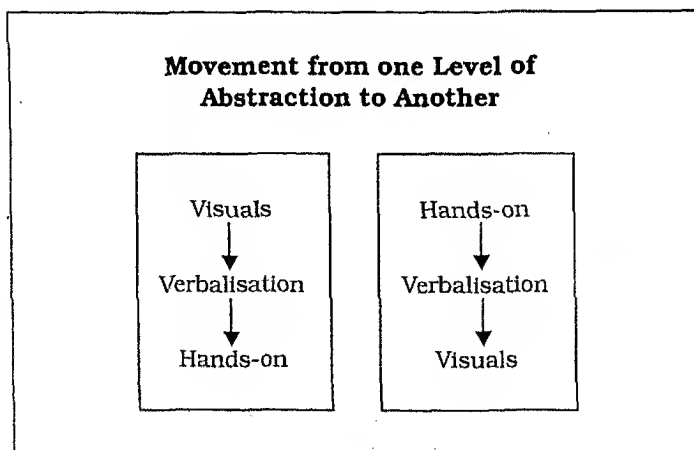 Movement from one Level of
Abstraction to Another
Visuals
Verbalisation
Hands-on
Hands-on
Verbalisation
Visuals